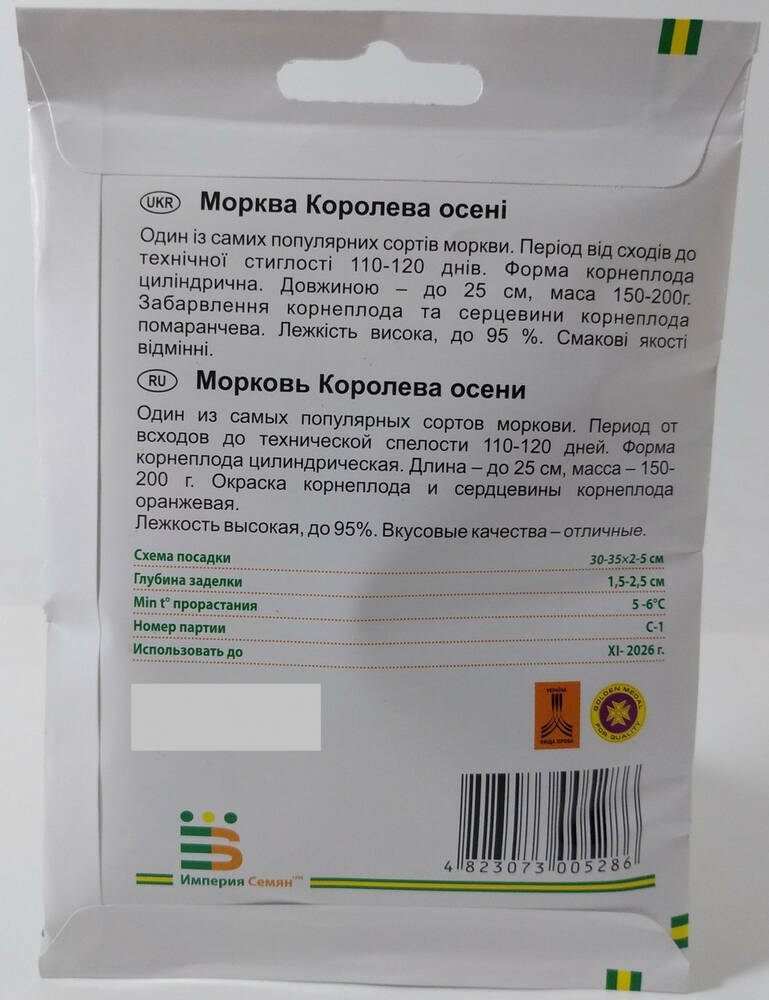 UKR Морква Королева осені
Один із самих популярних сортів моркви. Період від сходів до
технічної стиглості 110-120 днів. Форма корнеплода
циліндрична. Довжиною – до 25 см, маса 150-200г.
Забарвлення корнеплода та серцевини корнеплода
помаранчева. Лежкість висока, до 95 %. Смакові якості
відмінні.
RU Морковь Королева осени
Один из самых популярных сортов моркови. Период от
всходов до технической спелости 110-120 дней. Форма
корнеплода цилиндрическая. Длина – до 25 см, масса – 150-
200 г. Окраска корнеплода и сердцевины корнеплода
оранжевая.
Лежкость высокая, до 95%. Вкусовые качества – отличные.
Схема посадки 30-35×2-5 см
Глубина заделки 1,5-2,5 см
Min t° прорастания 5 -6°С
Номер партии С-1
Использовать до XI- 2026 г.
УКРАЇНА
ВИЩА ПРОБА
GOLDEN MEDAL
FOR QUALITY
4 823073 005286
Империя Семян